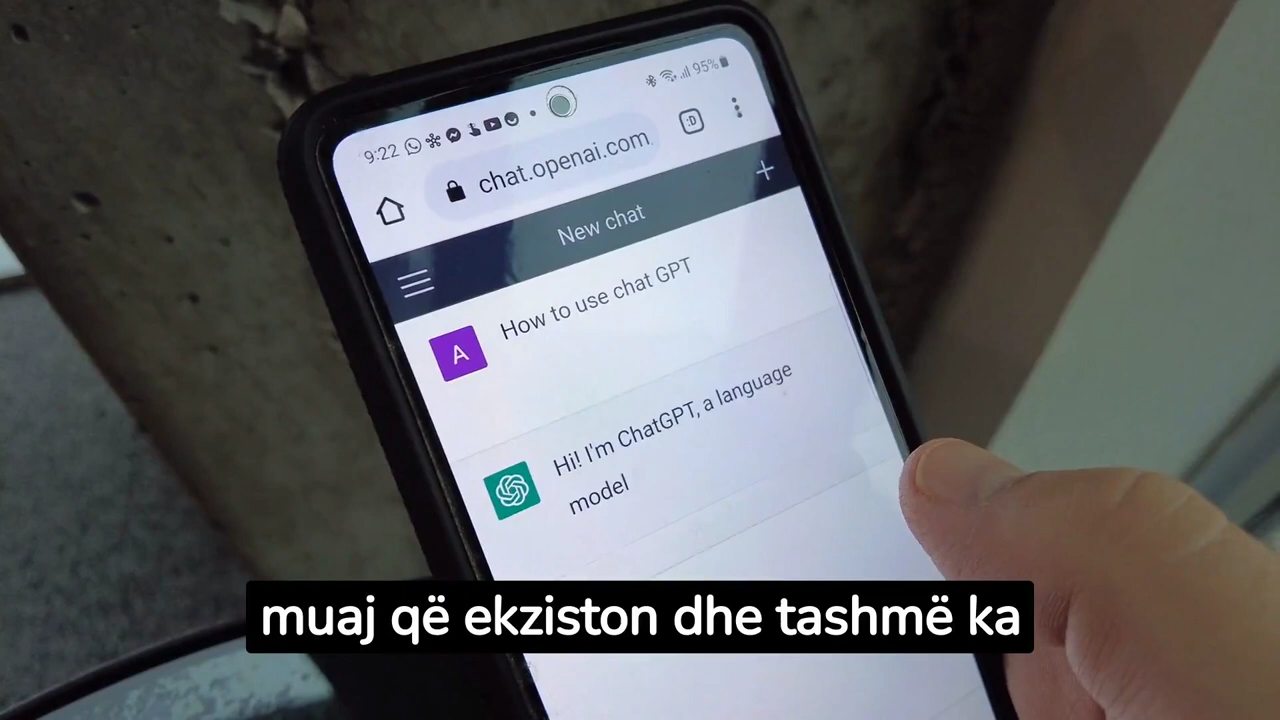 9:22 95%
chat.openai.com
:D
New chat
How to use chat GPT
A
Hi! I'm ChatGPT, a language
model
muaj që ekziston dhe tashmë ka